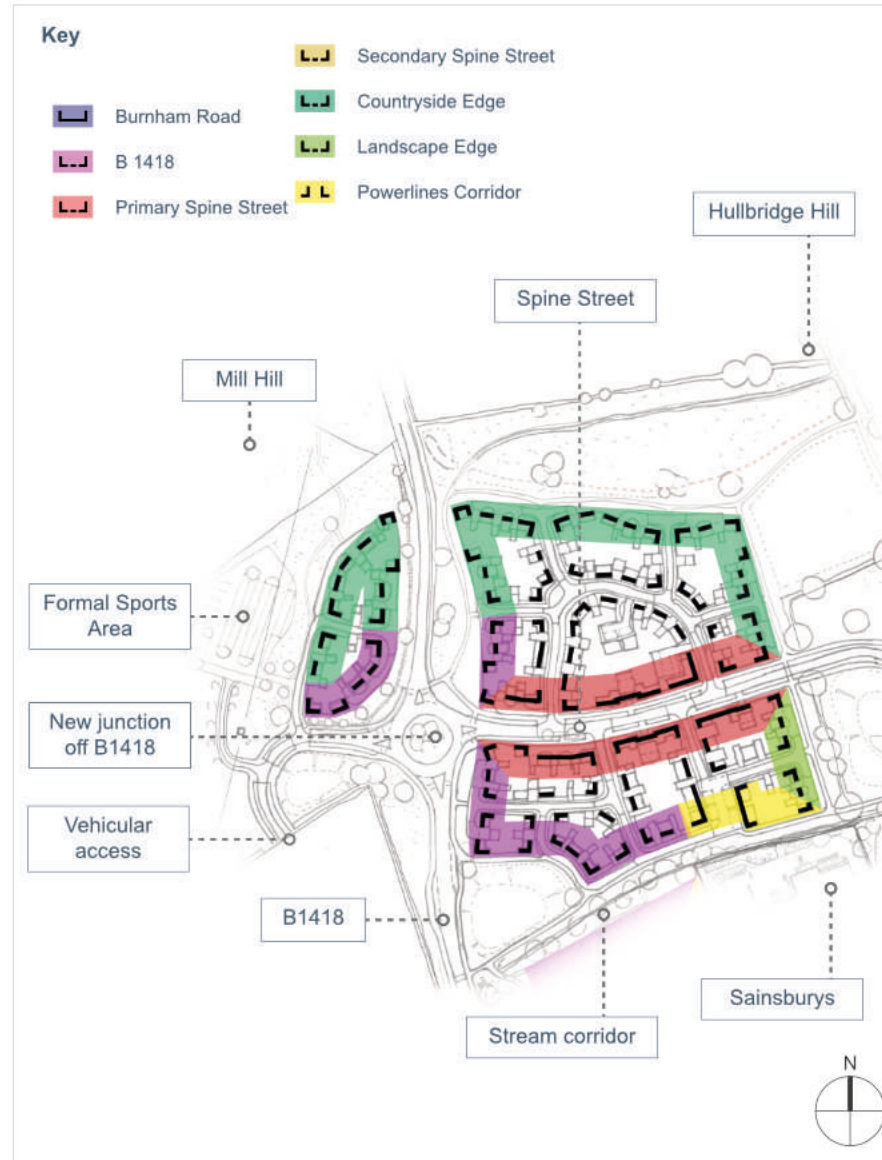 Key
Burnham Road
B 1418
Primary Spine Street
Secondary Spine Street
Countryside Edge
Landscape Edge
Powerlines Corridor
Hullbridge Hill
Spine Street
Mill Hill
Formal Sports
Area
New junction
off B1418
Vehicular
access
B1418
Sainsburys
Stream corridor
N